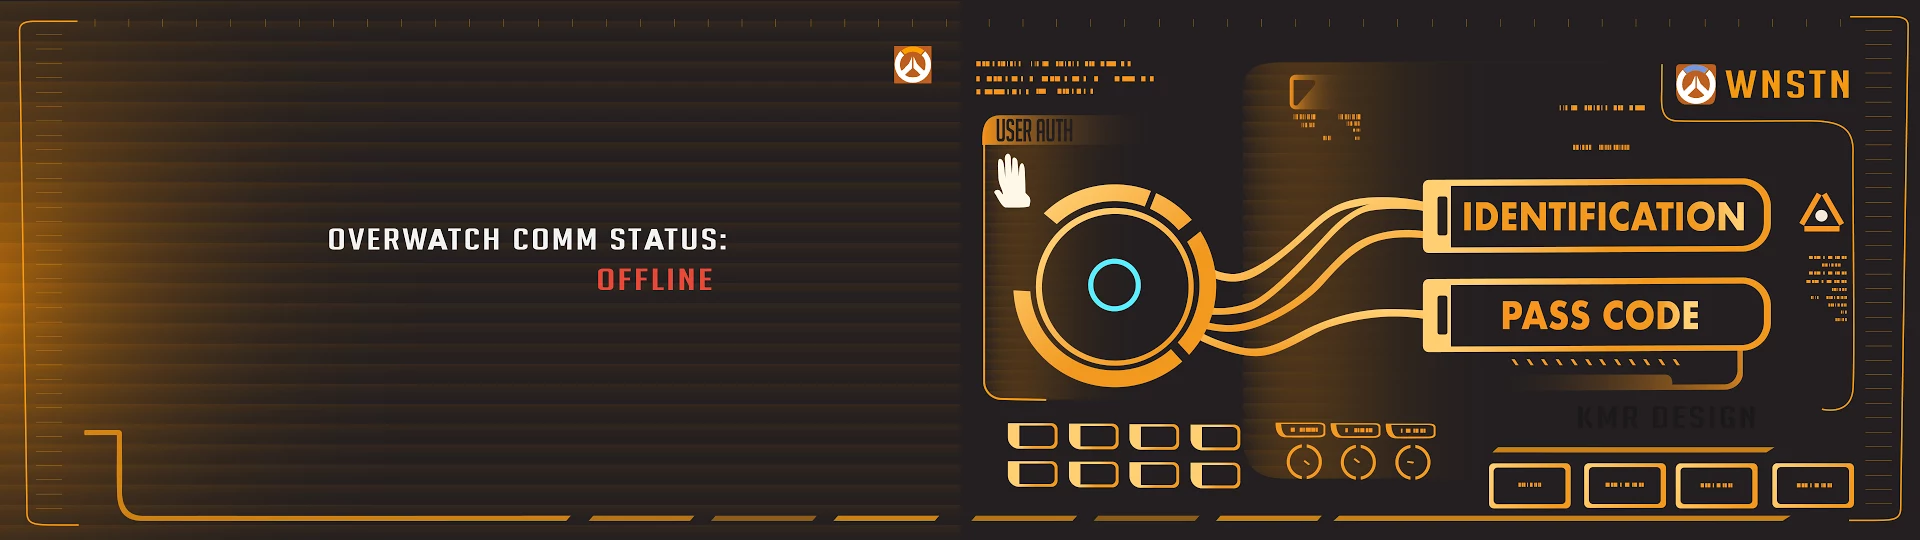 OVERWATCH COMM STATUS:
OFFLINE
WNSTN
USER AUTH
IDENTIFICATION
PASS CODE
KMR DESIGN